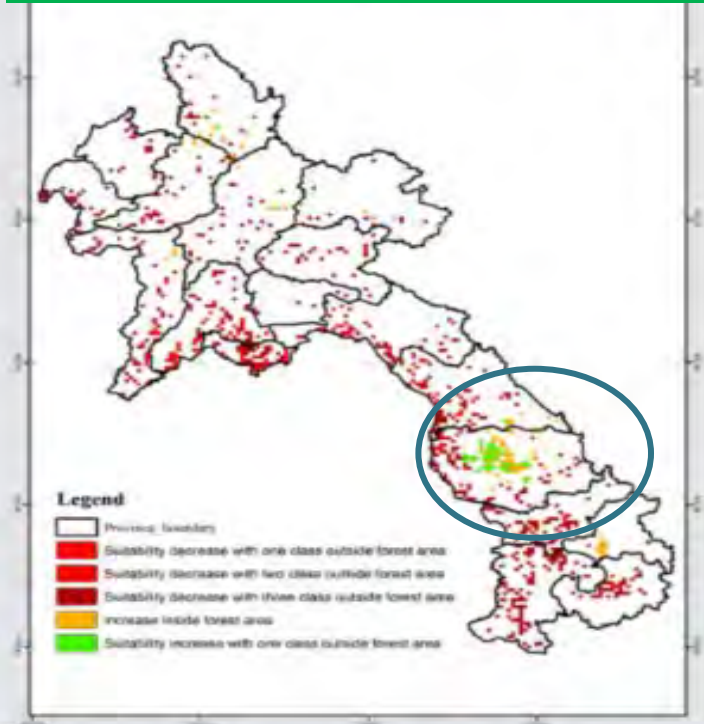 Legend
Province boundary
Suitability decrease with one class outside forest area
Suitability decrease with two class outside forest area
Suitability decrease with three class outside forest area
increase inside forest area
Suitability increase with one class outside forest area